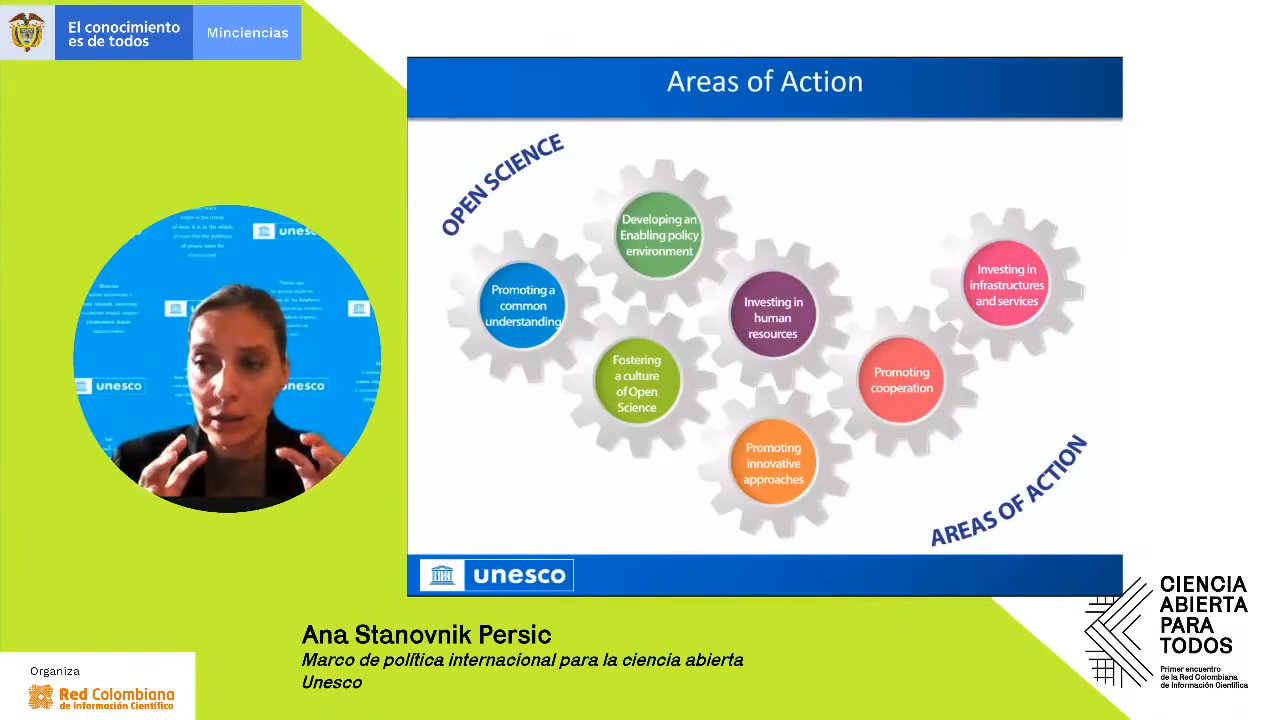 El conocimiento
es de todos
Minciencias
Areas of Action
OPEN SCIENCE
Developing an
Enabling policy
environment
Promoting a
common
understanding
Investing in
human
resources
Investing in
infrastructures
and services
Fostering
a culture
of Open
Science
Promoting
cooperation
Promoting
innovative
approaches
AREAS OF ACTION
unesco
unesco
unesco
unesco
Ana Stanovnik Persic
Marco de política internacional para la ciencia abierta
Unesco
Organiza
Red Colombiana
de Información Científica
CIENCIA
ABIERTA
PARA
TODOS
Primer encuentro
de la Red Colombiana
de Información Científica